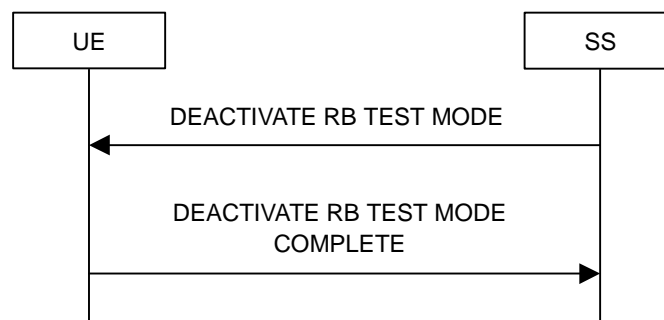 UE
SS
DEACTIVATE RB TEST MODE
DEACTIVATE RB TEST MODE
COMPLETE